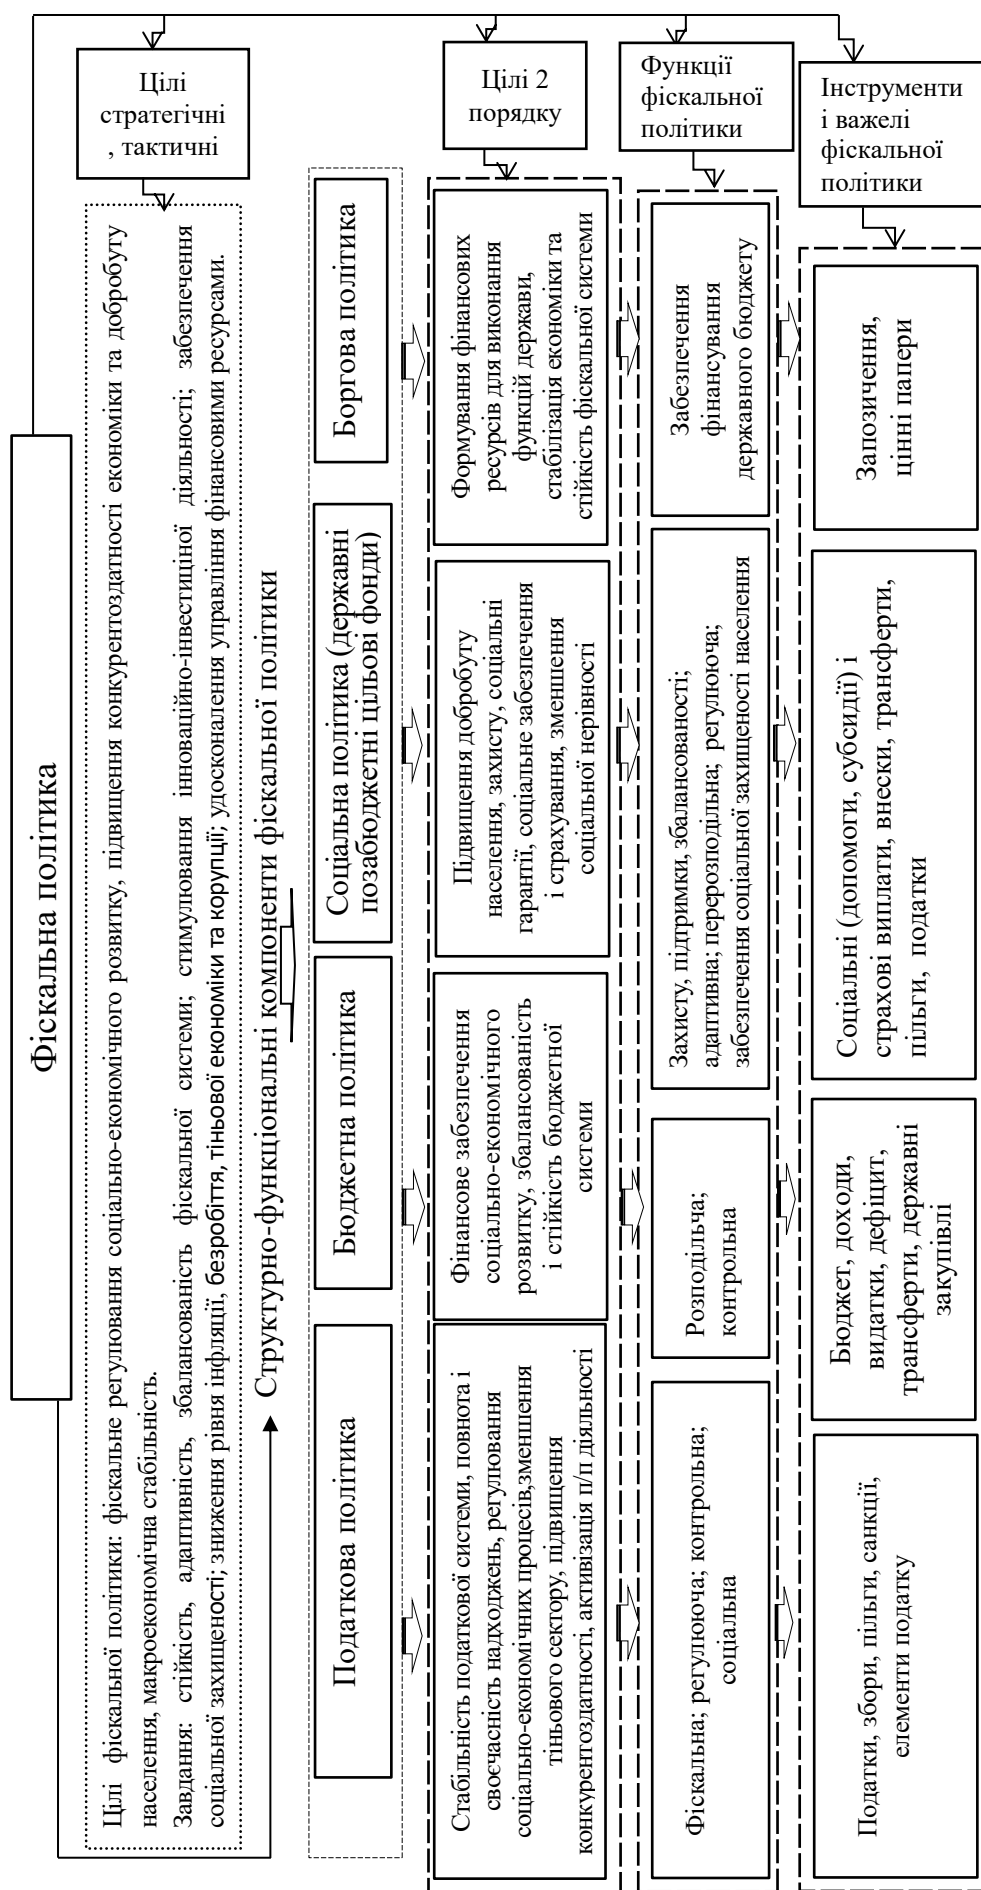 Фіскальна політика
Цілі
стратегічні
, тактичні
Цілі фіскальної політики: фіскальне регулювання соціально-економічного розвитку, підвищення конкурентоздатності економіки та добробуту
населення, макроекономічна стабільність.
Завдання: стійкість, адаптивність, збалансованість фіскальної системи; стимулювання інноваційно-інвестиціної діяльності; забезпечення
соціальної захищеності; зниження рівня інфляції, безробіття, тіньової економіки та корупції; удосконалення управління фінансовими ресурсами.
Структурно-функціональні компоненти фіскальної політики
Податкова політика
Бюджетна політика
Соціальна політика (державні
позабюджетні цільові фонди)
Боргова політика
Цілі 2
порядку
Стабільність податкової системи, повнота і
своєчасність надходжень, регулювання
соціально-економічних процесів,зменшення
тіньового сектору, підвищення
конкурентоздатності, активізація п/п діяльності
Фінансове забезпечення
соціально-економічного
розвитку, збалансованість
і стійкість бюджетної
системи
Підвищення добробуту
населення, захисту, соціальні
гарантії, соціальне забезпечення
і страхування, зменшення
соціальної нерівності
Формування фінансових
ресурсів для виконання
функцій держави,
стабілізація економіки та
стійкість фіскальної системи
Функції
фіскальної
політики
Фіскальна; регулююча; контрольна;
соціальна
Розподільча;
контрольна
Захисту, підтримки, збалансованості;
адаптивна; перерозподільна; регулююча;
забезпечення соціальної захищеності населення
Забезпечення
фінансування
державного бюджету
Інструменти
і важелі
фіскальної
політики
Податки, збори, пільги, санкції,
елементи податку
Бюджет, доходи,
видатки, дефіцит,
трансферти, державні
закупівлі
Соціальні (допомоги, субсидії) і
страхові виплати, внески, трансферти,
пільги, податки
Запозичення,
цінні папери